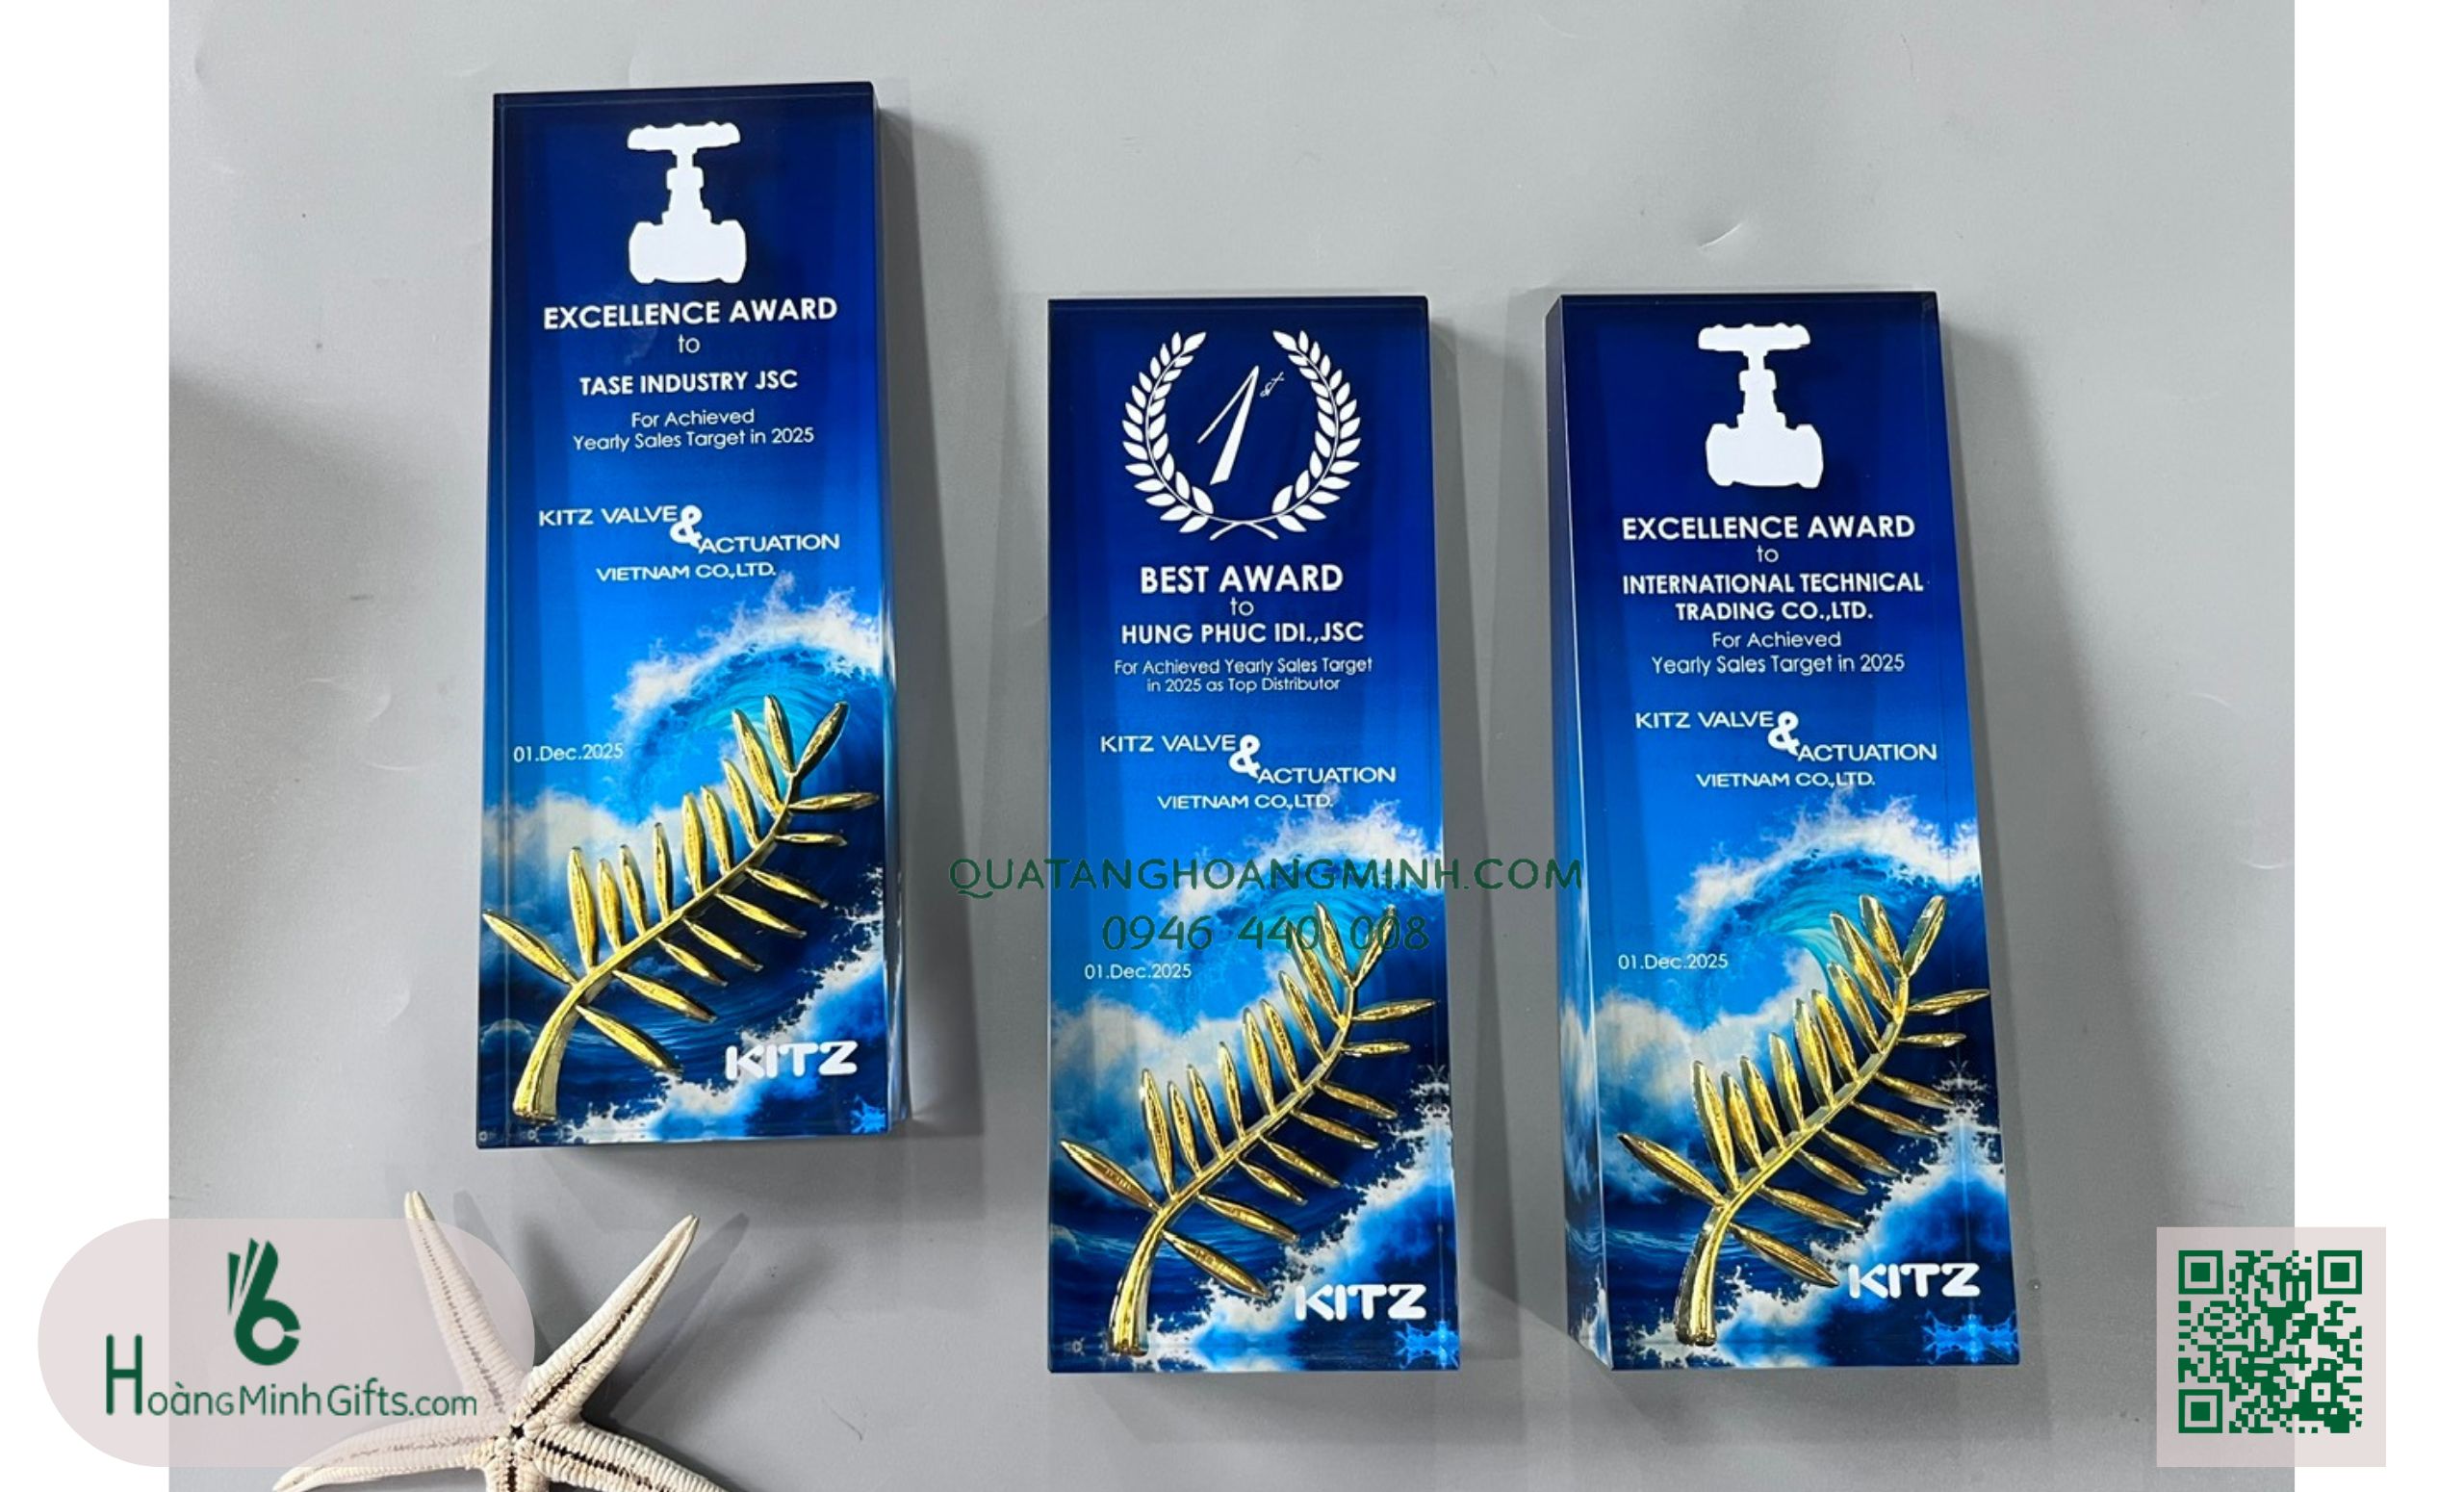 EXCELLENCE AWARD
to
TASE INDUSTRY JSC
For Achieved
Yearly Sales Target in 2025
KITZ VALVE &
ACTUATION
VIETNAM CO.,LTD.
01.Dec.2025
KITZ
1st
BEST AWARD
to
HUNG PHUC IDI.,JSC
For Achieved Yearly Sales Target
in 2025 as Top Distributor
KITZ VALVE &
ACTUATION
VIETNAM CO.,LTD.
01.Dec.2025
KITZ
EXCELLENCE AWARD
to
INTERNATIONAL TECHNICAL
TRADING CO.,LTD.
For Achieved
Yearly Sales Target in 2025
KITZ VALVE &
ACTUATION
VIETNAM CO.,LTD.
01.Dec.2025
KITZ
QUATANGHOANGMINH.COM
0946 440 008
HoàngMinhGifts.com